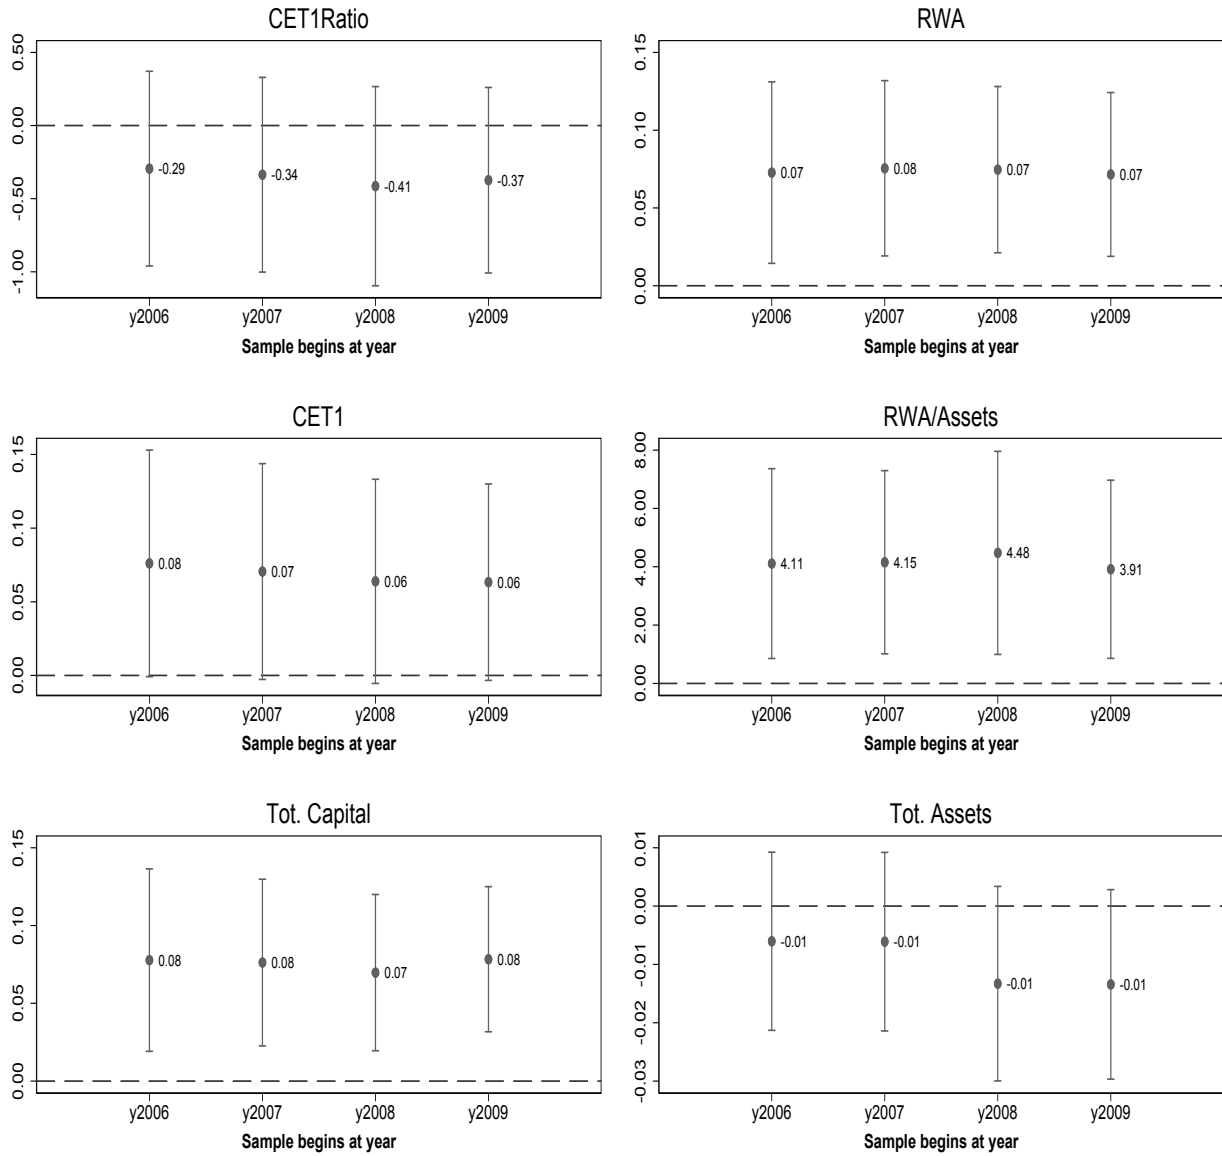 CET1Ratio
0.50
0.00
-0.50
-1.00
-0.29
-0.34
-0.41
-0.37
y2006 y2007 y2008 y2009
Sample begins at year
RWA
0.15
0.10
0.05
0.00
0.07
0.08
0.07
0.07
y2006 y2007 y2008 y2009
Sample begins at year
CET1
0.15
0.10
0.05
0.00
0.08
0.07
0.06
0.06
y2006 y2007 y2008 y2009
Sample begins at year
RWA/Assets
8.00
6.00
4.00
2.00
0.00
4.11
4.15
4.48
3.91
y2006 y2007 y2008 y2009
Sample begins at year
Tot. Capital
0.15
0.10
0.05
0.00
0.08
0.08
0.07
0.08
y2006 y2007 y2008 y2009
Sample begins at year
Tot. Assets
0.01
0.00
-0.01
-0.02
-0.03
-0.01
-0.01
-0.01
-0.01
y2006 y2007 y2008 y2009
Sample begins at year